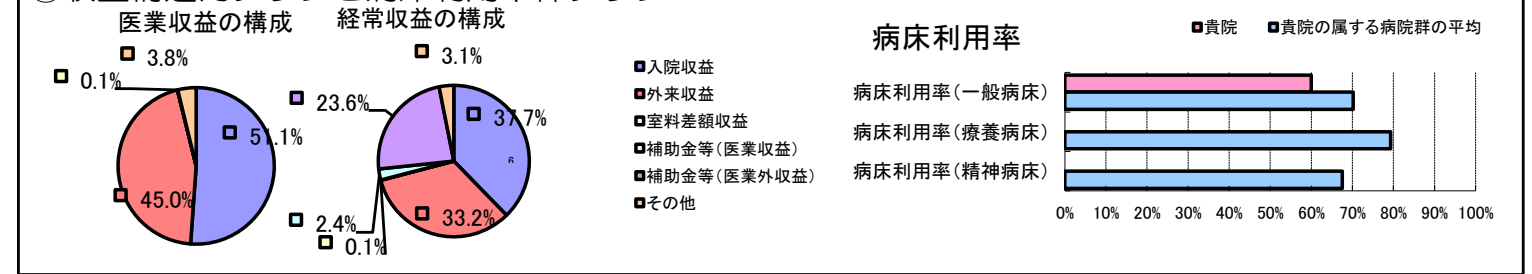 医業収益の構成
3.8%
0.1%
51.1%
45.0%
経常収益の構成
3.1%
23.6%
37.7%
6
33.2%
2.4%
0.1%
入院収益
外来収益
室料差額収益
補助金等(医業収益)
補助金等(医業外収益)
その他
病床利用率
貴院 貴院の属する病院群の平均
病床利用率(一般病床)
病床利用率(療養病床)
病床利用率(精神病床)
0% 10% 20% 30% 40% 50% 60% 70% 80% 90% 100%